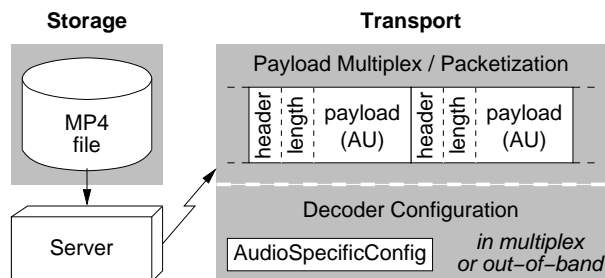 Storage
Transport
MP4
file
Server
Payload Multiplex / Packetization
header
length
payload
(AU)
header
length
payload
(AU)
Decoder Configuration
AudioSpecificConfig
in multiplex
or out−of−band